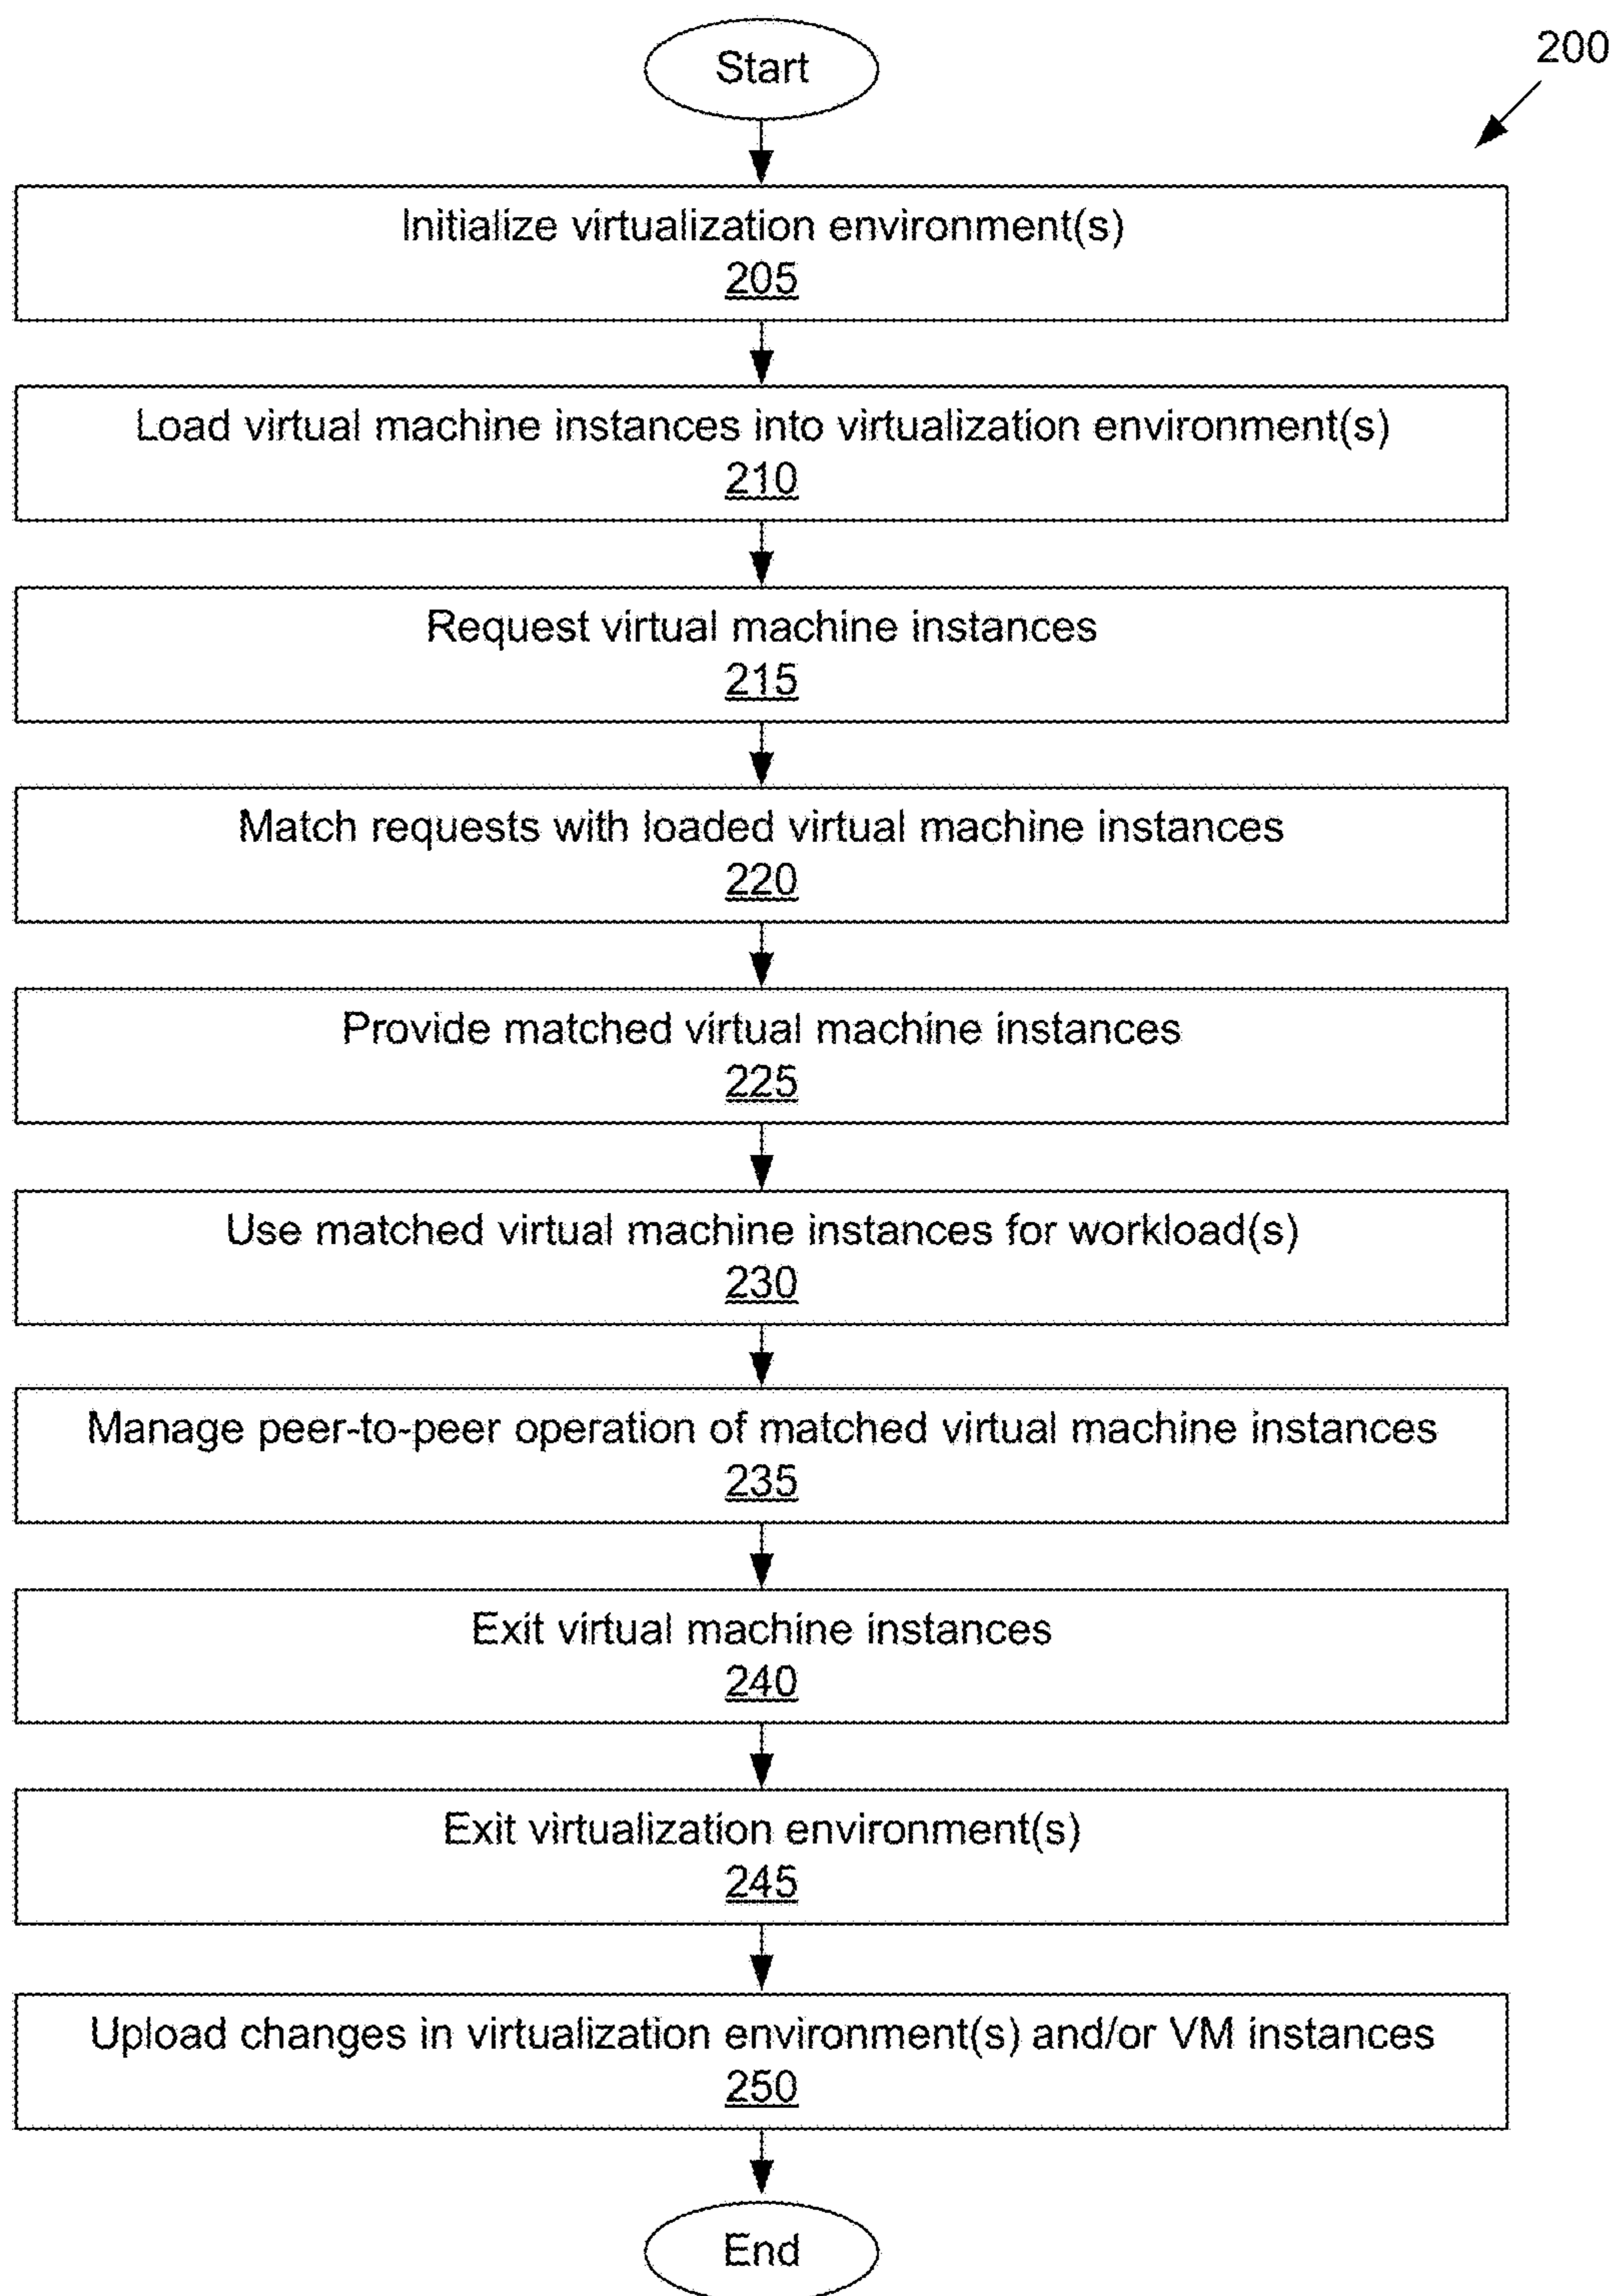 Start
200
Initialize virtualization environment(s)
205
Load virtual machine instances into virtualization environment(s)
210
Request virtual machine instances
215
Match requests with loaded virtual machine instances
220
Provide matched virtual machine instances
225
Use matched virtual machine instances for workload(s)
230
Manage peer-to-peer operation of matched virtual machine instances
235
Exit virtual machine instances
240
Exit virtualization environment(s)
245
Upload changes in virtualization environment(s) and/or VM instances
250
End